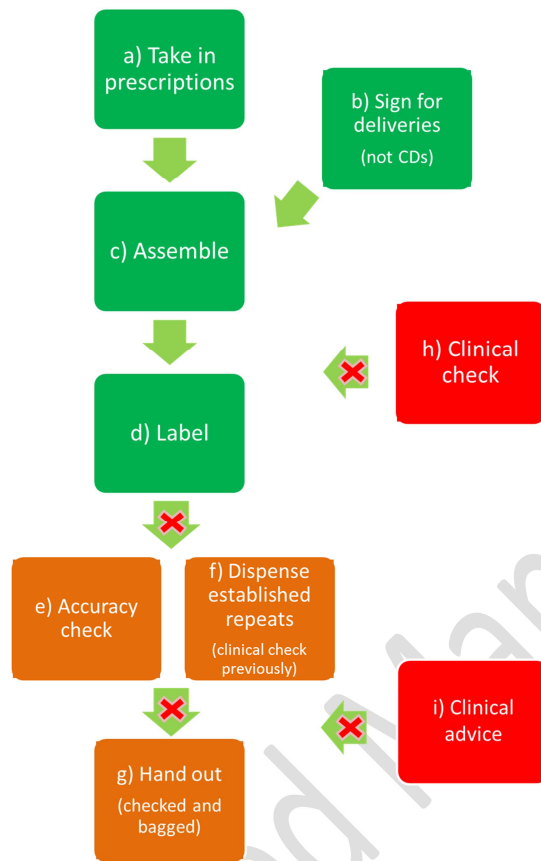 a) Take in
prescriptions
b) Sign for
deliveries
(not CDs)
c) Assemble
h) Clinical
check
d) Label
e) Accuracy
check
f) Dispense
established
repeats
(clinical check
previously)
i) Clinical
advice
g) Hand out
(checked and
bagged)